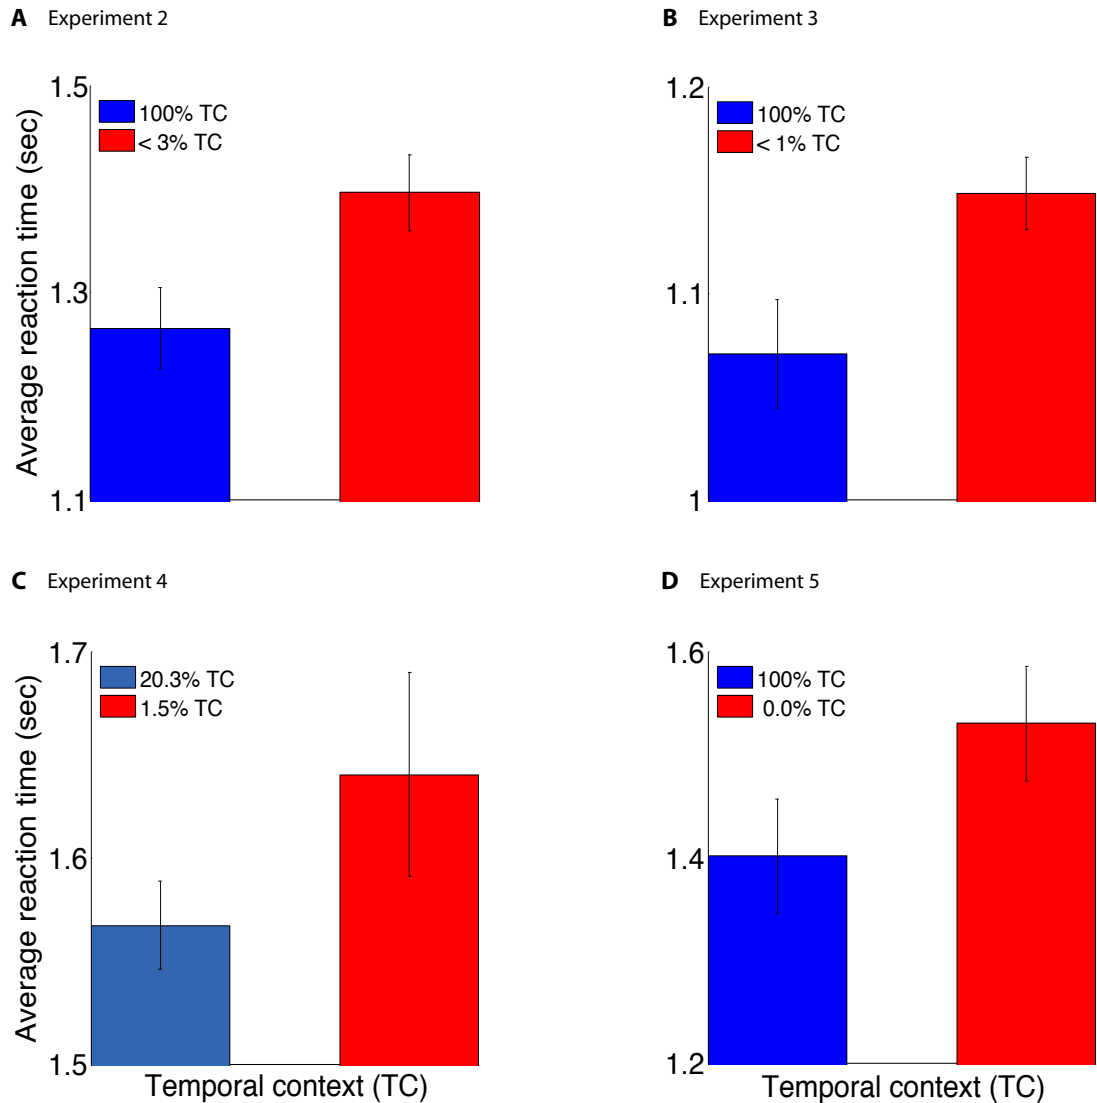 A Experiment 2
Average reaction time (sec)
1.5
1.3
1.1
100% TC
< 3% TC
B Experiment 3
1.2
1.1
1
100% TC
< 1% TC
C Experiment 4
Average reaction time (sec)
1.7
1.6
1.5
20.3% TC
1.5% TC
Temporal context (TC)
D Experiment 5
1.6
1.4
1.2
100% TC
0.0% TC
Temporal context (TC)